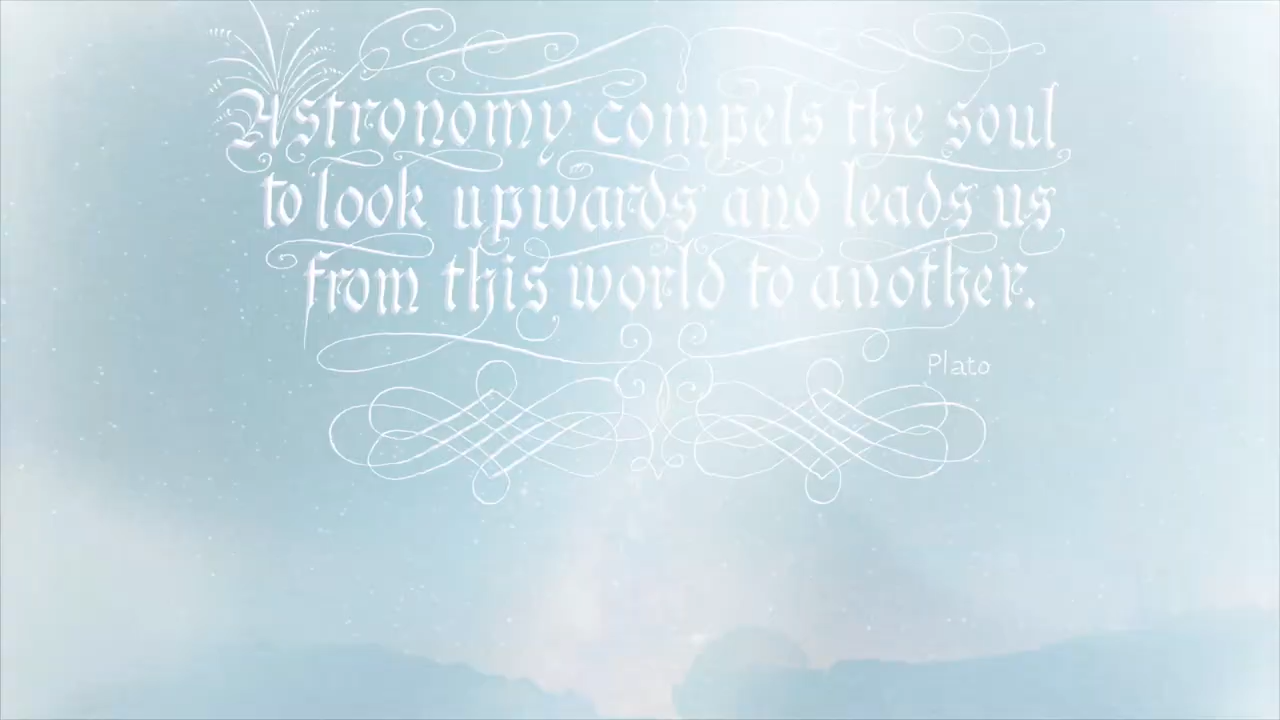 Astronomy compels the soul
to look upwards and leads us
from this world to another.
Plato